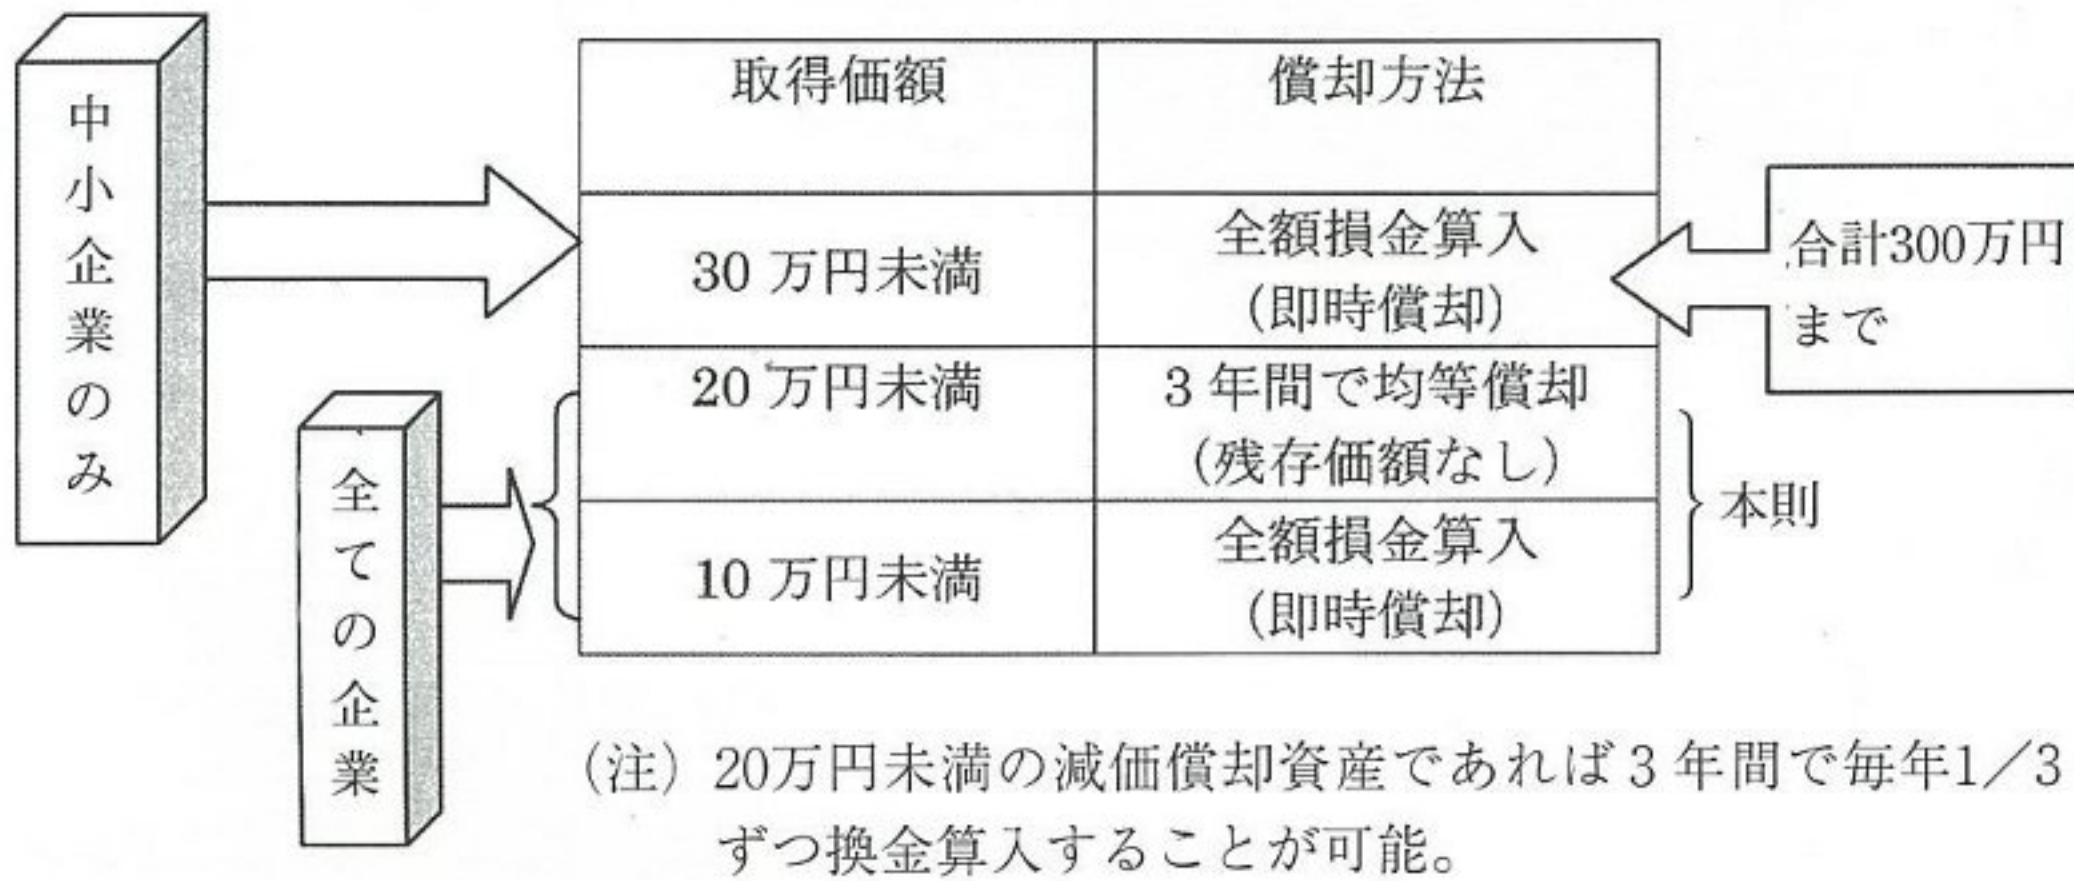 中小企業のみ
取得価額
償却方法
30 万円未満
全額損金算入
(即時償却)
合計300万円
まで
20 万円未満
3 年間で均等償却
(残存価額なし)
10 万円未満
全額損金算入
(即時償却)
本則
全ての企業
(注) 20万円未満の減価償却資産であれば 3 年間で毎年1/3
ずつ換金算入することが可能。